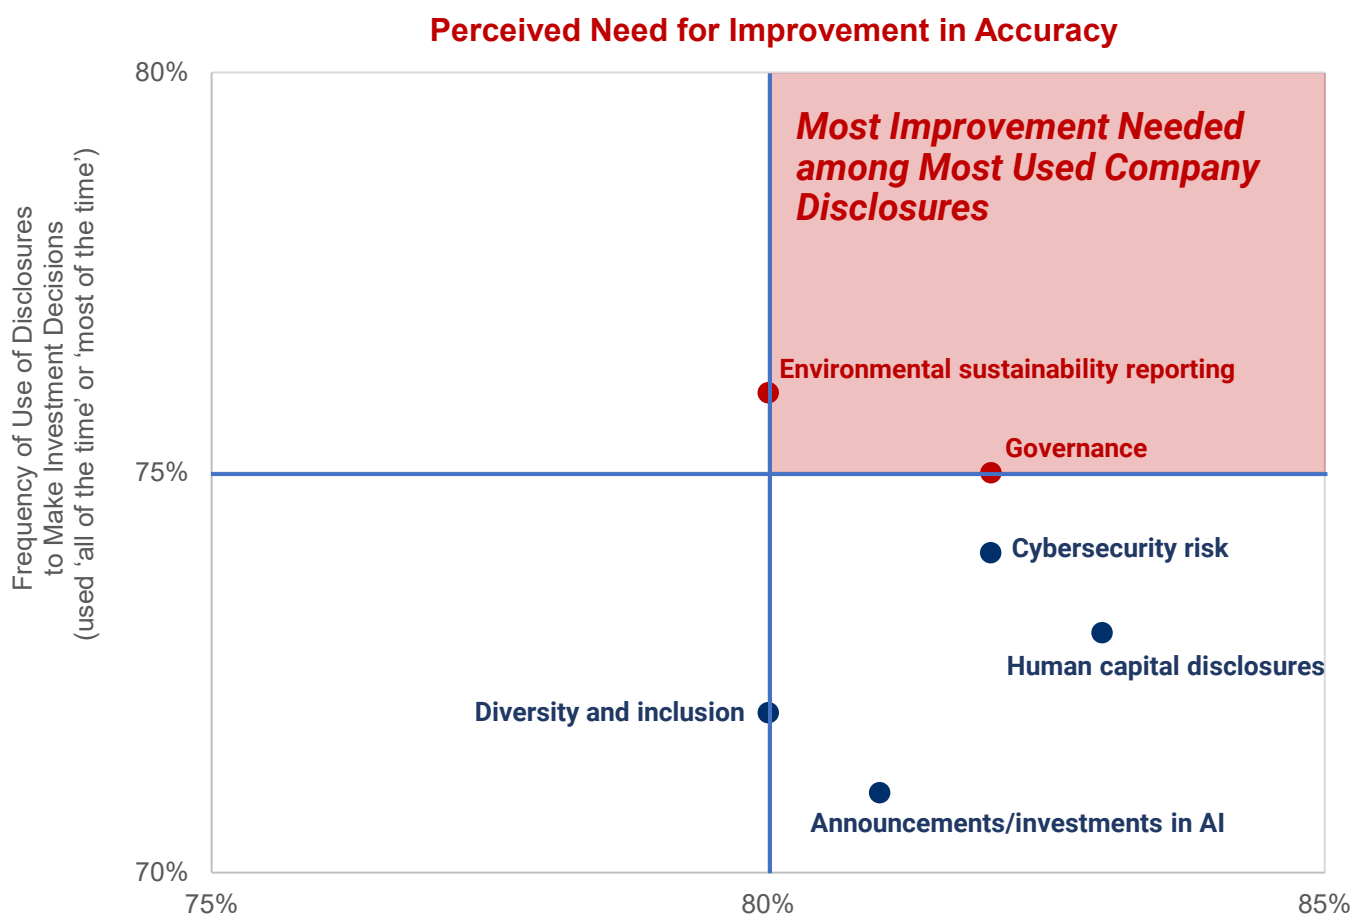 Perceived Need for Improvement in Accuracy
80%
Most Improvement Needed
among Most Used Company
Disclosures
Frequency of Use of Disclosures
to Make Investment Decisions
(used ‘all of the time’ or ‘most of the time’)
Environmental sustainability reporting
Governance
75%
Cybersecurity risk
Human capital disclosures
Diversity and inclusion
Announcements/investments in AI
70%
75%
80%
85%